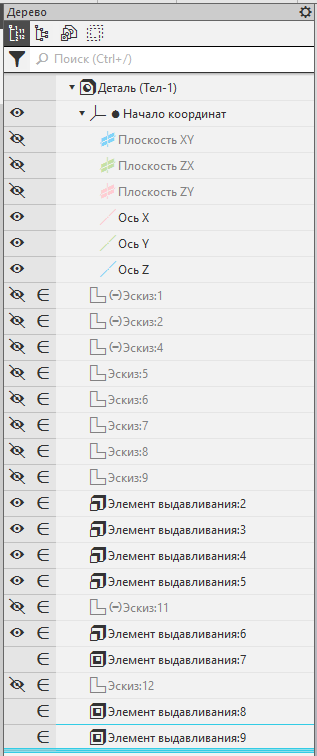 Дерево
Поиск (Ctrl+/)
Деталь (Тел-1)
Начало координат
Плоскость XY
Плоскость ZX
Плоскость ZY
Ось X
Ось Y
Ось Z
(−)Эскиз:1
(−)Эскиз:2
(−)Эскиз:4
Эскиз:5
Эскиз:6
Эскиз:7
Эскиз:8
Эскиз:9
Элемент выдавливания:2
Элемент выдавливания:3
Элемент выдавливания:4
Элемент выдавливания:5
(−)Эскиз:11
Элемент выдавливания:6
Элемент выдавливания:7
Эскиз:12
Элемент выдавливания:8
Элемент выдавливания:9